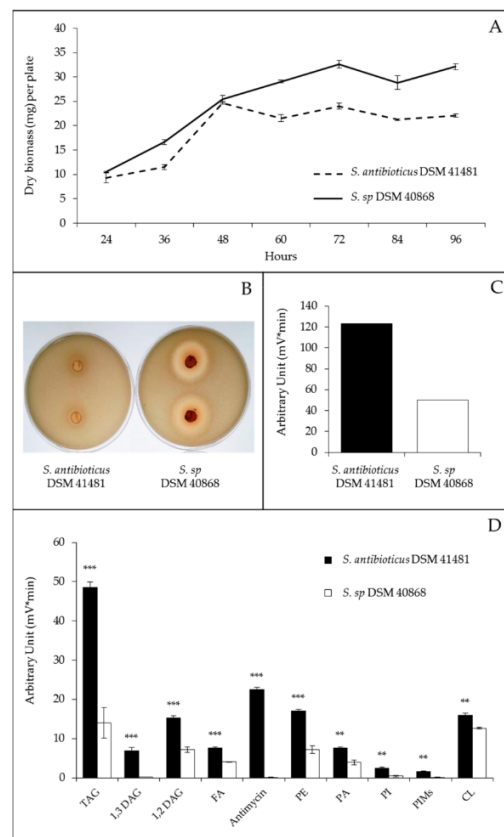 A
Dry biomass (mg) per plate
40
35
30
25
20
15
10
5
0
24 36 48 60 72 84 96
Hours
S. antibioticus DSM 41481
S. sp DSM 40868
B
S. antibioticus
DSM 41481
S. sp
DSM 40868
C
Arbitrary Unit (mV*min)
140
120
100
80
60
40
20
0
S. antibioticus
DSM 41481
S. sp
DSM 40868
D
Arbitrary Unit (mV*min)
60
50
40
30
20
10
0
S. antibioticus DSM 41481
S. sp DSM 40868
*** *** *** *** *** *** ** ** ** **
TAG 1,3 DAG 1,2 DAG FA Antimycin PE PA PI PIMs CL